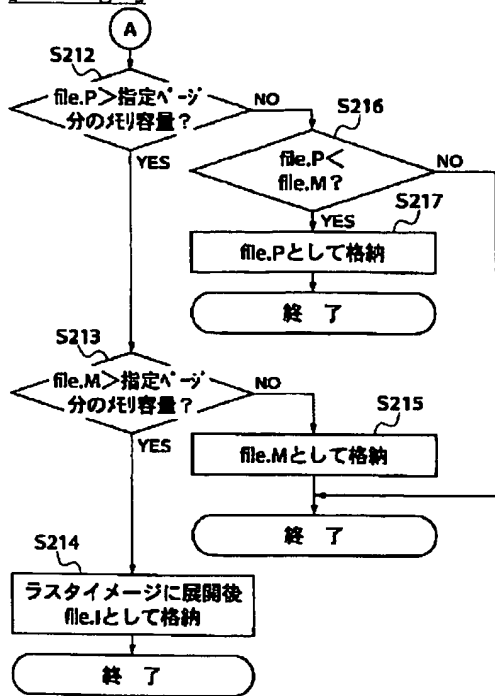 A
S212
file.P＞指定ページ
分のメモリ容量？
NO
YES
S216
file.P＜
file.M？
NO
YES
S217
file.Pとして格納
終 了
S213
file.M＞指定ページ
分のメモリ容量？
NO
YES
S215
file.Mとして格納
終 了
S214
ラスタイメージに展開後
file.Iとして格納
終 了